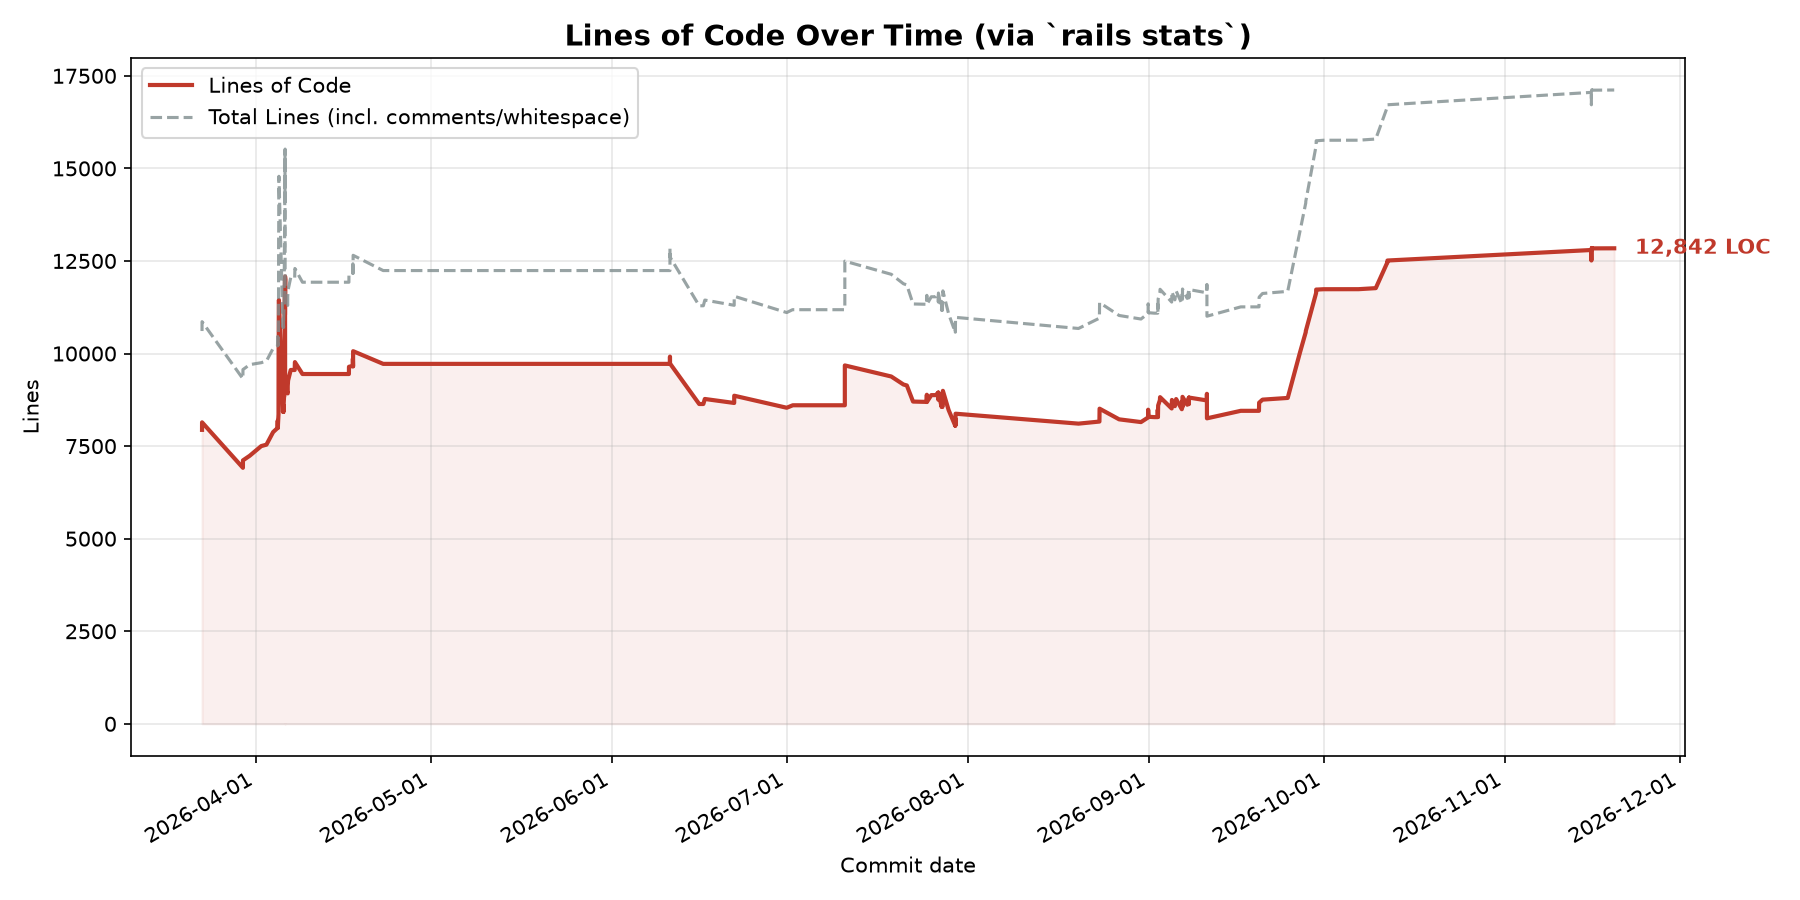 Lines of Code Over Time (via `rails stats`)
Lines of Code
Total Lines (incl. comments/whitespace)
17500
15000
12500
10000
7500
5000
2500
0
Lines
12,842 LOC
2026-04-01
2026-05-01
2026-06-01
2026-07-01
2026-08-01
2026-09-01
2026-10-01
2026-11-01
2026-12-01
Commit date